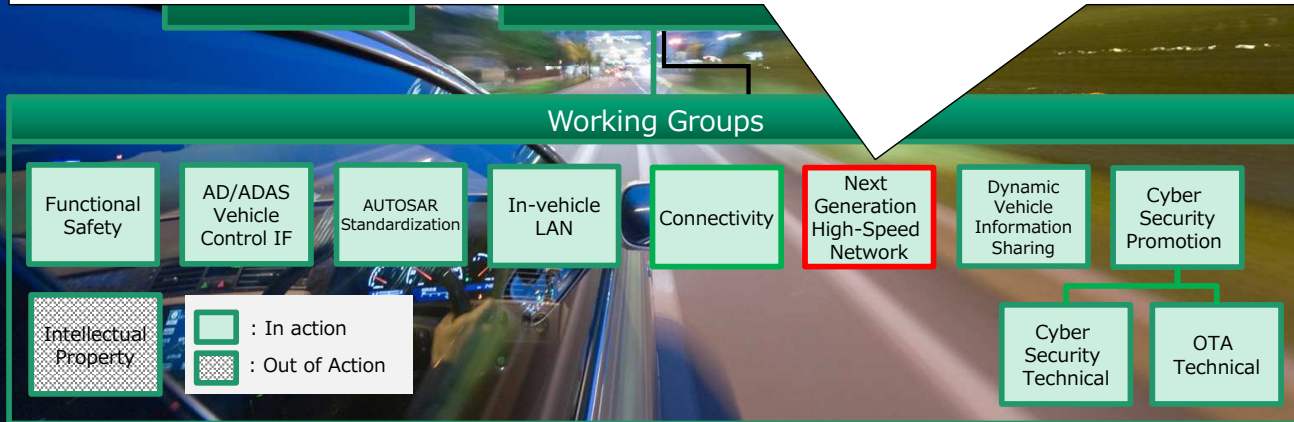 Working Groups
Functional
Safety
AD/ADAS
Vehicle
Control IF
AUTOSAR
Standardization
In-vehicle
LAN
Connectivity
Next
Generation
High-Speed
Network
Dynamic
Vehicle
Information
Sharing
Cyber
Security
Promotion
Intellectual
Property
: In action
: Out of Action
Cyber
Security
Technical
OTA
Technical